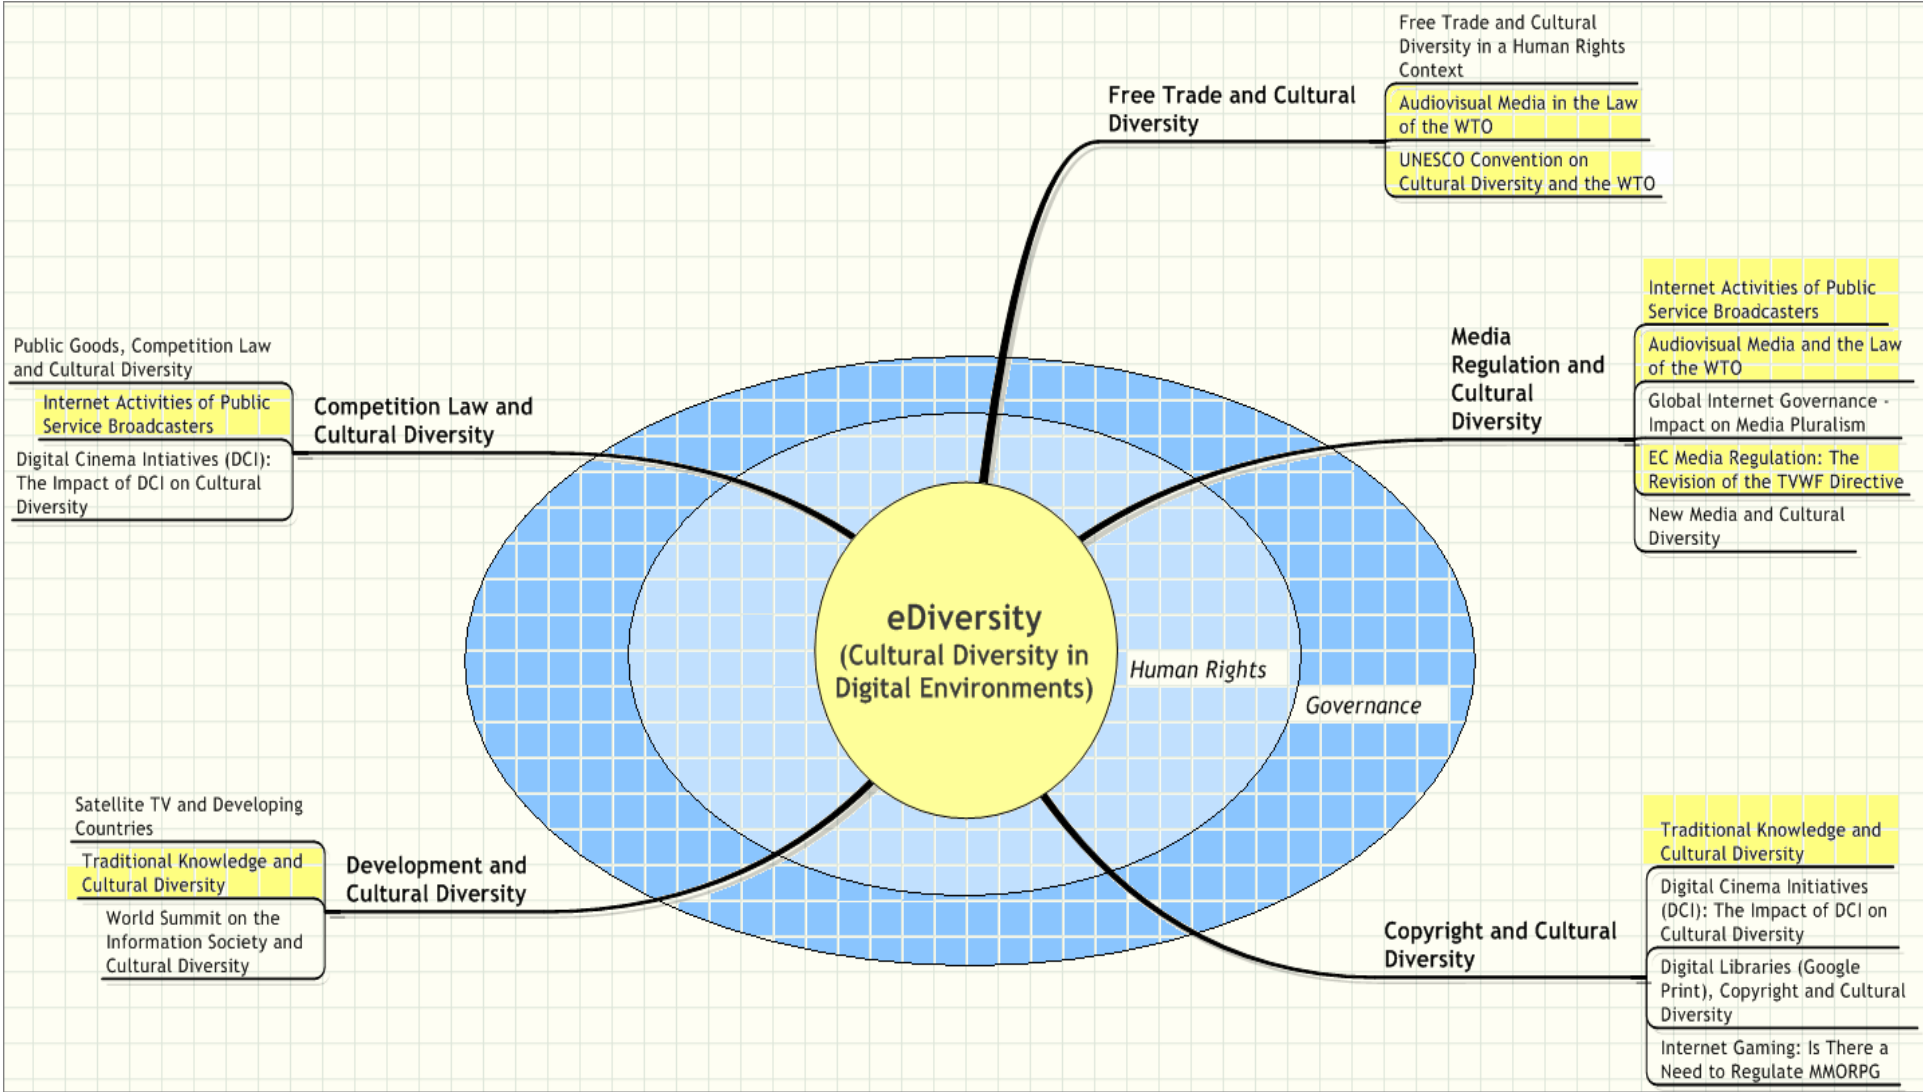 Free Trade and Cultural
Diversity in a Human Rights
Context
Free Trade and Cultural
Diversity
Audiovisual Media in the Law
of the WTO
UNESCO Convention on
Cultural Diversity and the WTO
Internet Activities of Public
Service Broadcasters
Media
Regulation and
Cultural
Diversity
Audiovisual Media and the Law
of the WTO
Global Internet Governance -
Impact on Media Pluralism
EC Media Regulation: The
Revision of the TVWF Directive
New Media and Cultural
Diversity
Public Goods, Competition Law
and Cultural Diversity
Internet Activities of Public
Service Broadcasters
Digital Cinema Intiatives (DCI):
The Impact of DCI on Cultural
Diversity
Competition Law and
Cultural Diversity
eDiversity
(Cultural Diversity in
Digital Environments)
Human Rights
Governance
Satellite TV and Developing
Countries
Traditional Knowledge and
Cultural Diversity
World Summit on the
Information Society and
Cultural Diversity
Development and
Cultural Diversity
Copyright and Cultural
Diversity
Traditional Knowledge and
Cultural Diversity
Digital Cinema Initiatives
(DCI): The Impact of DCI on
Cultural Diversity
Digital Libraries (Google
Print), Copyright and Cultural
Diversity
Internet Gaming: Is There a
Need to Regulate MMORPG